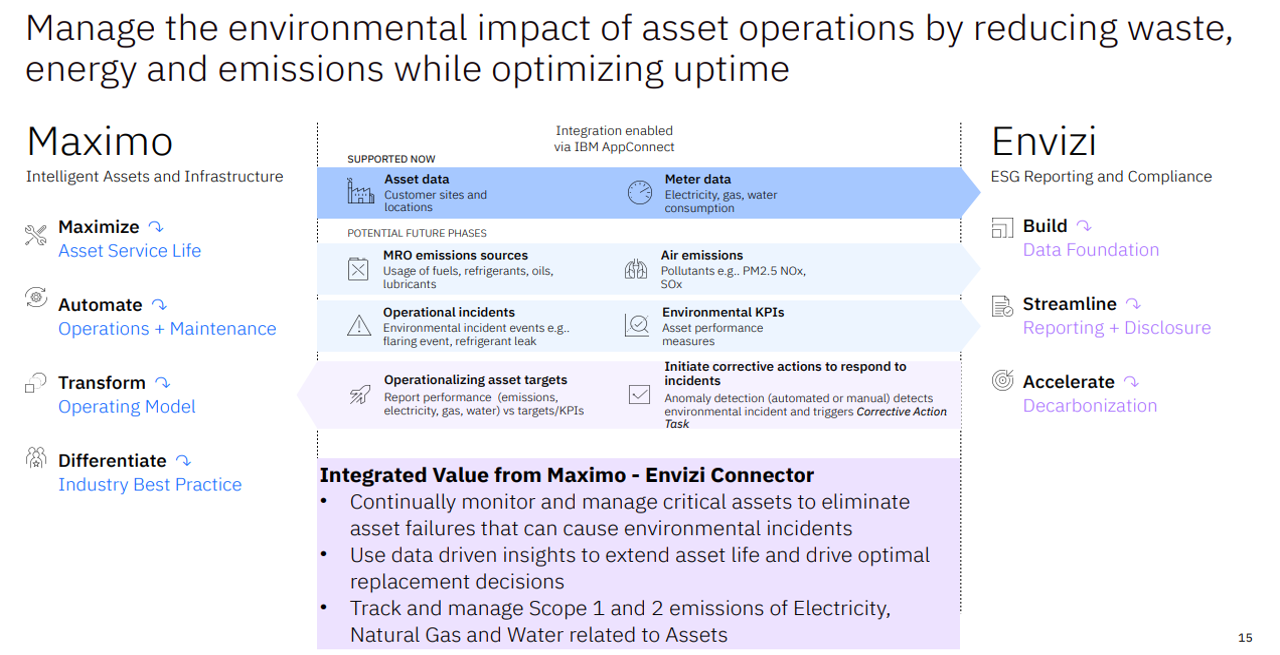 Manage the environmental impact of asset operations by reducing waste,
energy and emissions while optimizing uptime
Maximo
Intelligent Assets and Infrastructure
Maximize
Asset Service Life
Automate
Operations + Maintenance
Transform
Operating Model
Differentiate
Industry Best Practice
Integration enabled
via IBM AppConnect
SUPPORTED NOW
Asset data
Customer sites and
locations
Meter data
Electricity, gas, water
consumption
POTENTIAL FUTURE PHASES
MRO emissions sources
Usage of fuels, refrigerants, oils,
lubricants
Air emissions
Pollutants e.g.. PM2.5 NOx,
SOx
Operational incidents
Environmental incident events e.g..
flaring event, refrigerant leak
Environmental KPIs
Asset performance
measures
Operationalizing asset targets
Report performance (emissions,
electricity, gas, water) vs targets/KPIs
Initiate corrective actions to respond to
incidents
Anomaly detection (automated or manual) detects
environmental incident and triggers Corrective Action
Task
Integrated Value from Maximo - Envizi Connector
• Continually monitor and manage critical assets to eliminate
asset failures that can cause environmental incidents
• Use data driven insights to extend asset life and drive optimal
replacement decisions
• Track and manage Scope 1 and 2 emissions of Electricity,
Natural Gas and Water related to Assets
Envizi
ESG Reporting and Compliance
Build
Data Foundation
Streamline
Reporting + Disclosure
Accelerate
Decarbonization
15